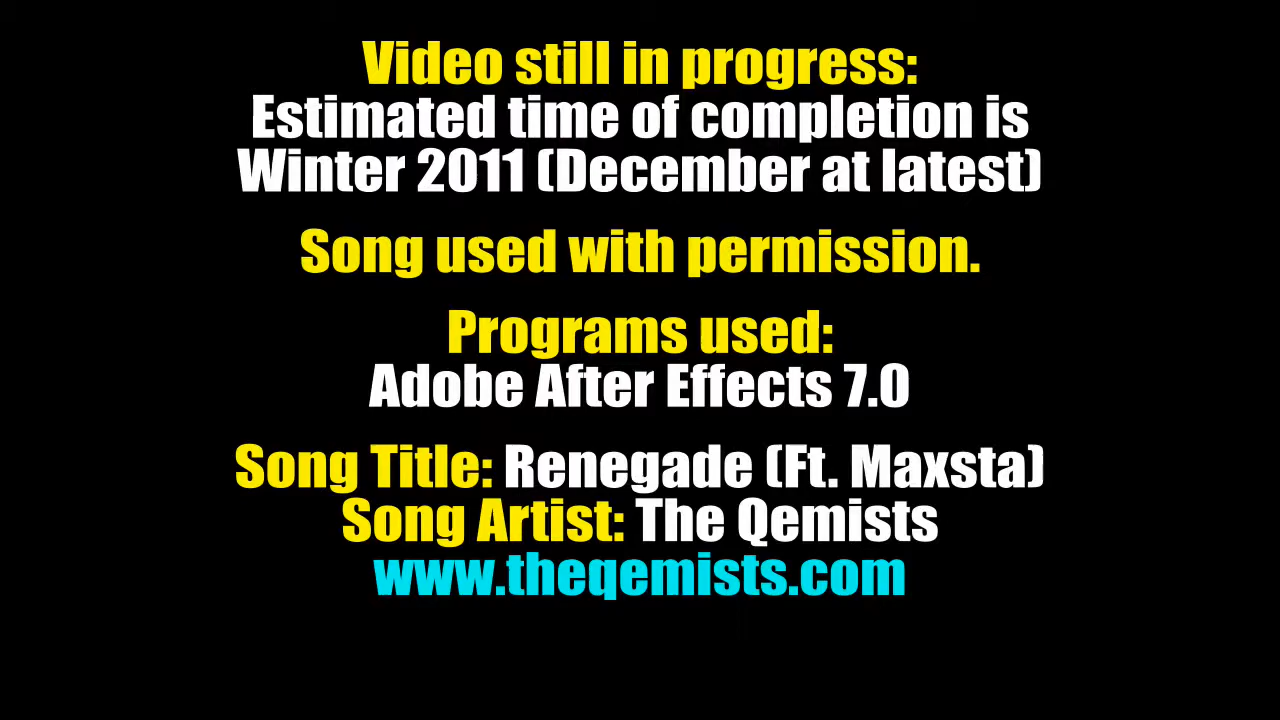 Video still in progress:
Estimated time of completion is
Winter 2011 (December at latest)
Song used with permission.
Programs used:
Adobe After Effects 7.0
Song Title: Renegade (Ft. Maxsta)
Song Artist: The Qemists
www.theqemists.com